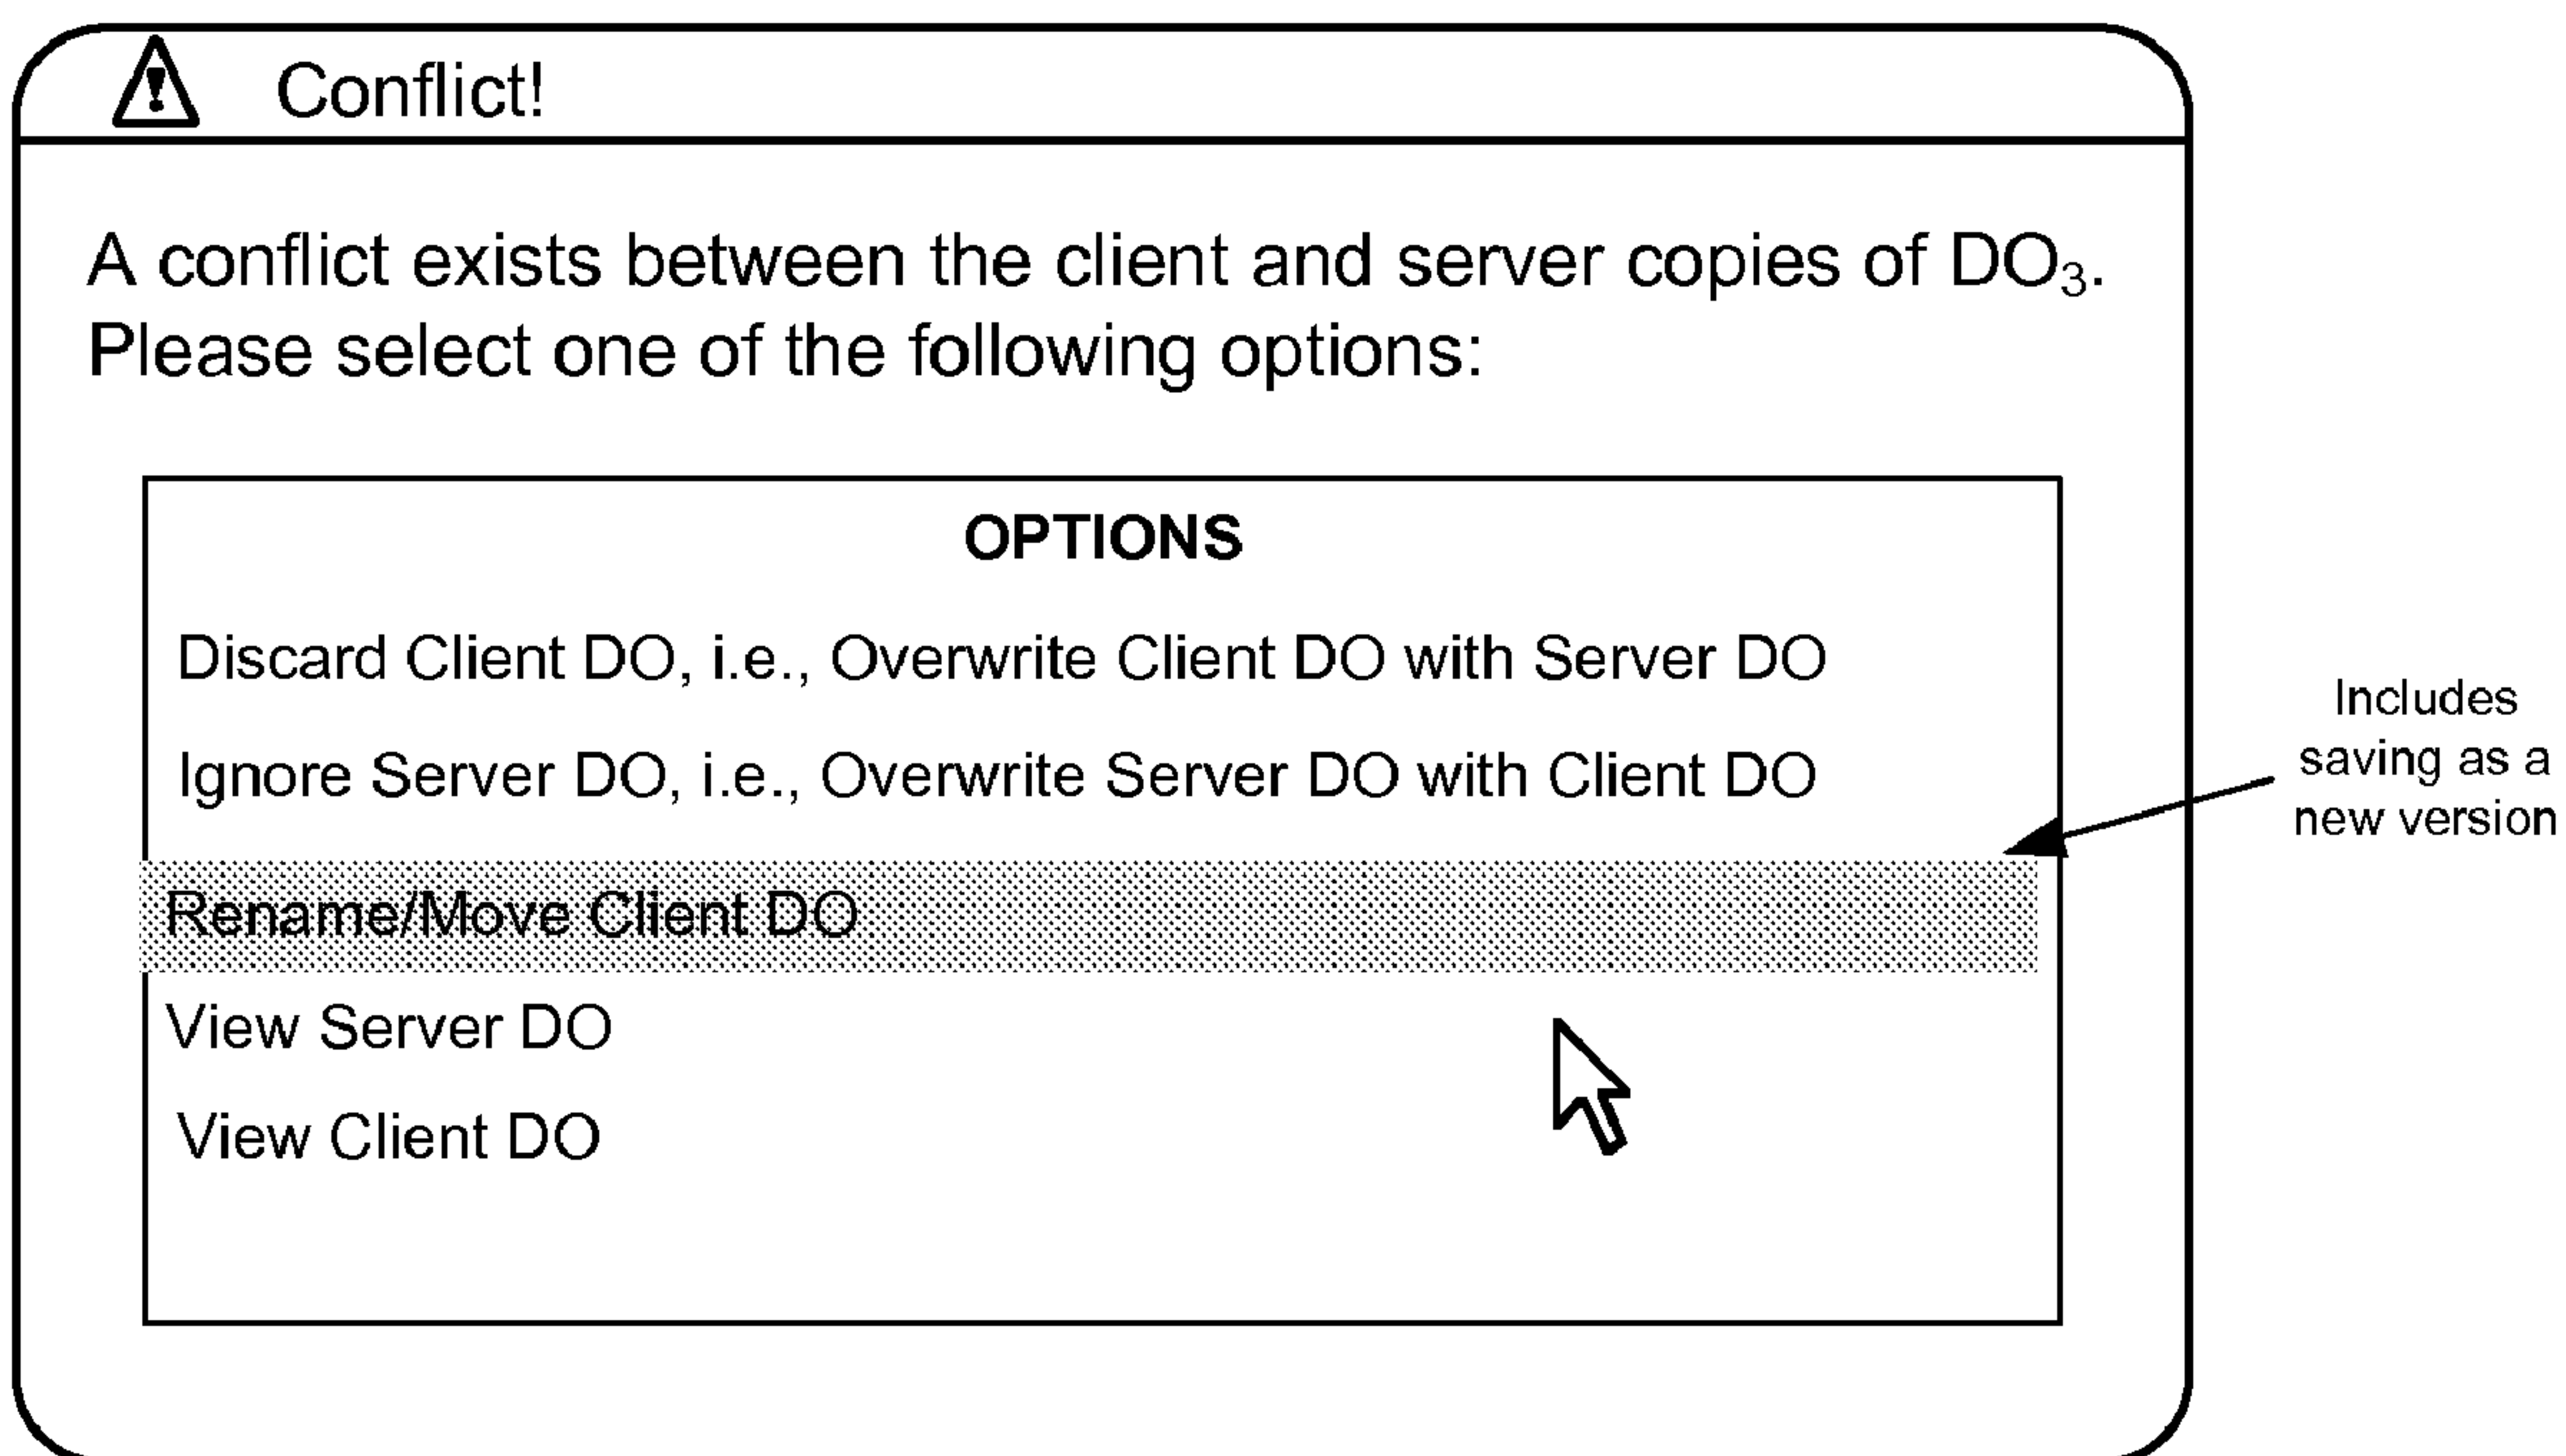 Conflict!
A conflict exists between the client and server copies of DO₃.
Please select one of the following options:
OPTIONS
Discard Client DO, i.e., Overwrite Client DO with Server DO
Ignore Server DO, i.e., Overwrite Server DO with Client DO
Rename/Move Client DO
View Server DO
View Client DO
Includes
saving as a
new version